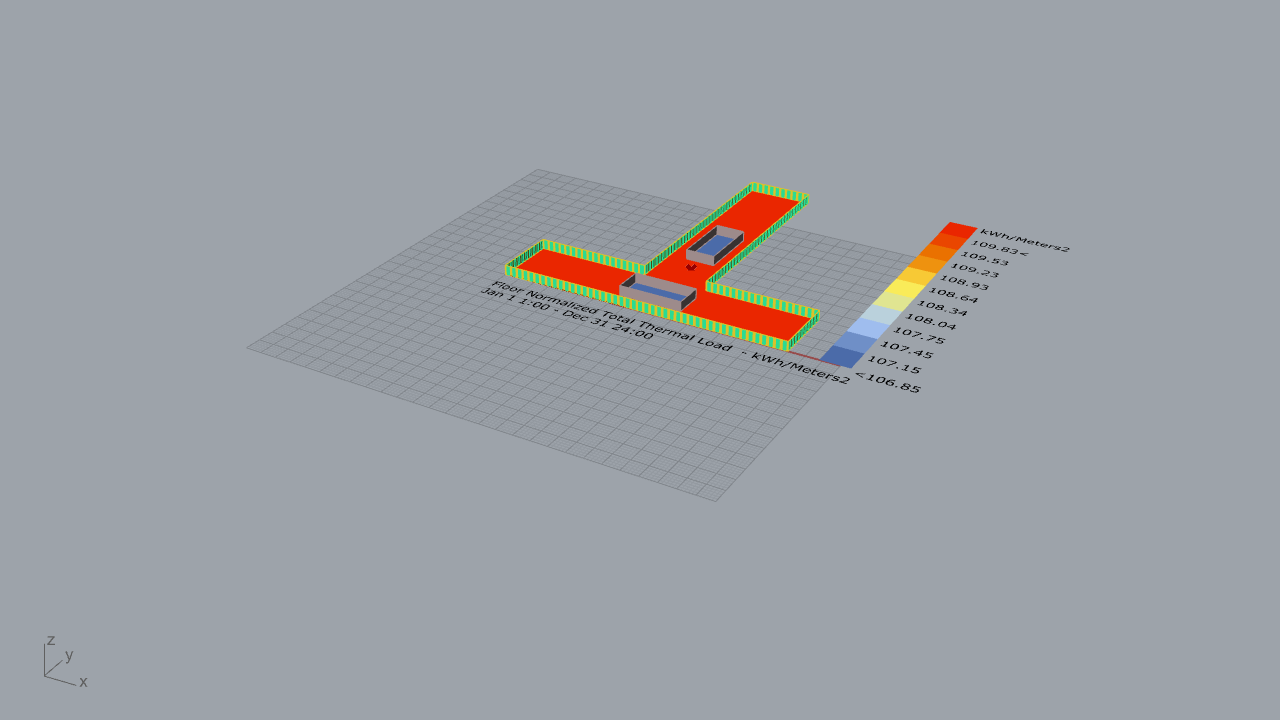 kWh/Meters2
109.83<
109.53
109.23
108.93
108.64
108.34
108.04
107.75
107.45
107.15
<106.85
Floor Normalized Total Thermal Load - kWh/Meters2
Jan 1 1:00 - Dec 31 24:00
z
y
x